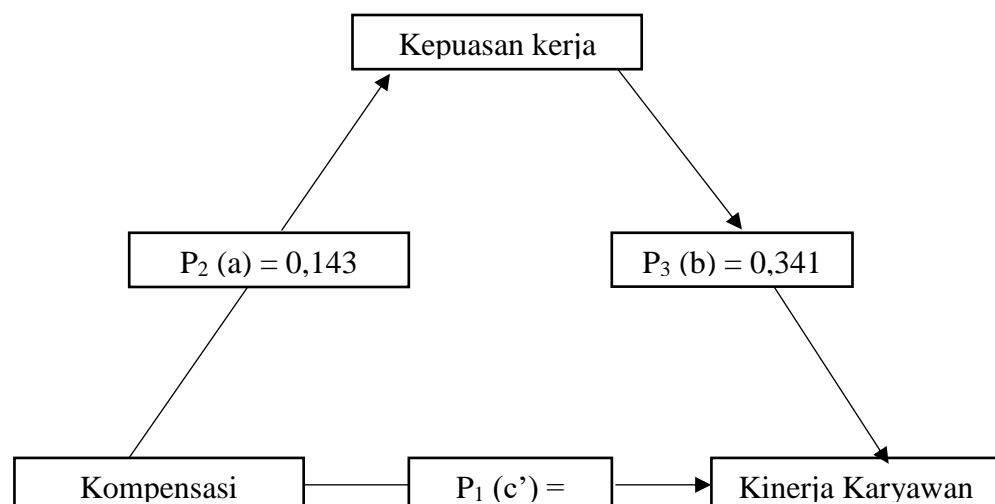 Kepuasan kerja
P₂ (a) = 0,143
P₃ (b) = 0,341
Kompensasi
P₁ (c’) =
Kinerja Karyawan